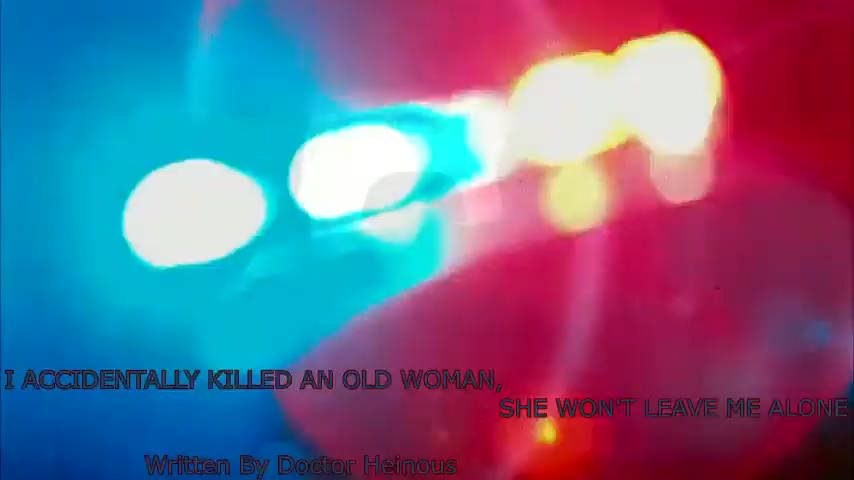 I ACCIDENTALLY KILLED AN OLD WOMAN,
SHE WON'T LEAVE ME ALONE
Written By Doctor Heinous